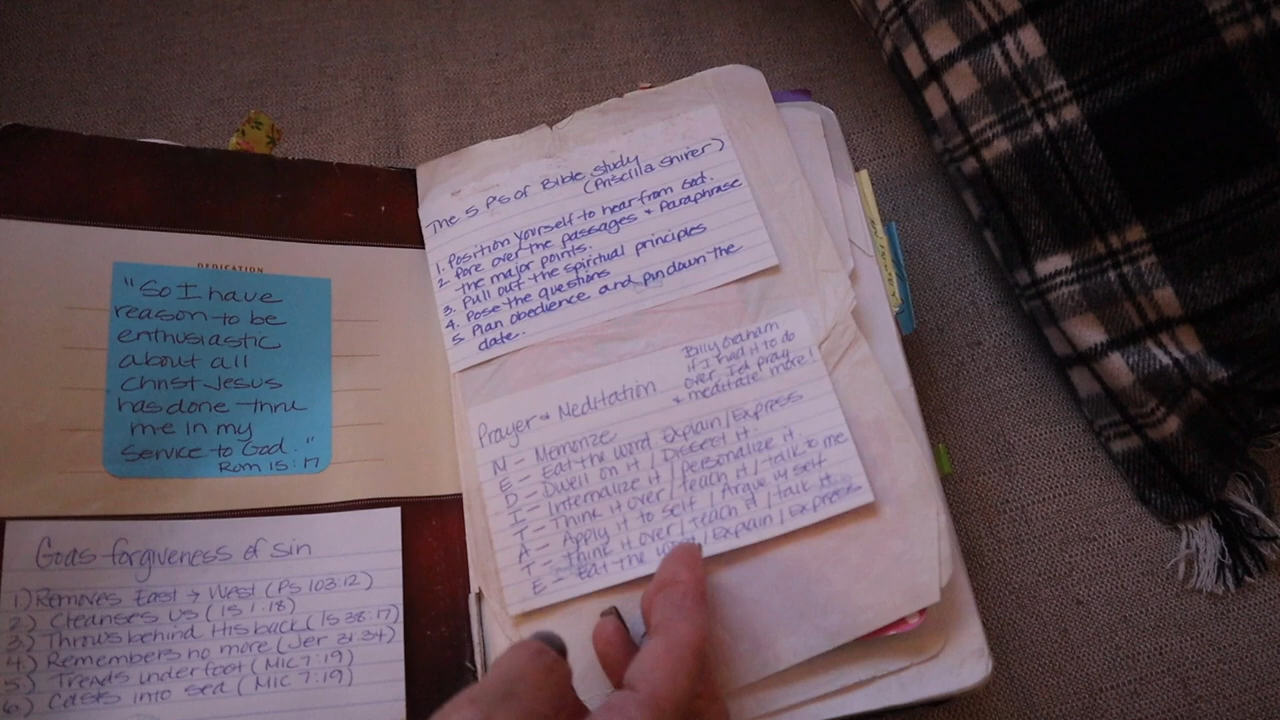 DEDICATION
"So I have
reason to be
enthusiastic
about all
Christ Jesus
has done thru
me in my
service to God."
Rom 15:17
Gods forgiveness of sin
1) Removes East → West (Ps 103:12)
2) Cleanses us (IS 1:18)
3) Throws behind His back (Is 38:17)
4) Remembers no more (Jer 31:34)
5) Treads underfoot (MIC 7:19)
6) Casts into sea (MIC 7:19)
The 5 P's of Bible study
(Priscilla Shirer)
1. Position yourself to hear from God.
2. Pore over the passages + Paraphrase
the major points.
3. Pull out the spiritual principles
4. Pose the questions
5. Plan obedience and pin down the
date.
Prayer + Meditation
Billy Graham
if I had it to do
over, I'd pray
+ meditate more!
M - Memorize
E - Eat the word Explain/Express
D - Dwell on it / Dissect it.
I - Internalize it / personalize it.
T - Think it over / teach it / talk to me
A - Apply it to self / Argue w self
T - Think it over / Teach it / talk it
E - Eat the word / Explain / Express